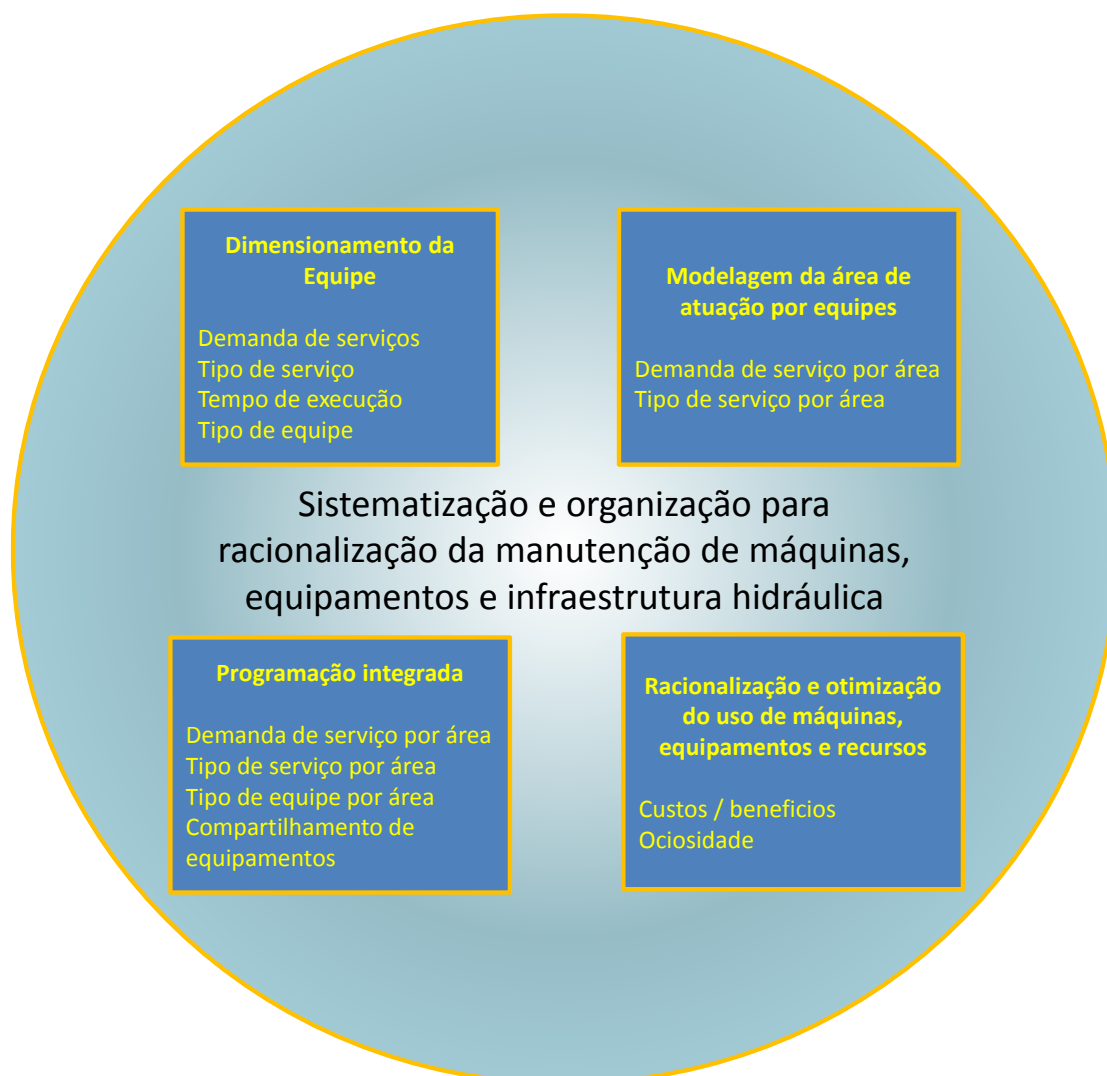 Dimensionamento da
Equipe
Demanda de serviços
Tipo de serviço
Tempo de execução
Tipo de equipe
Modelagem da área de
atuação por equipes
Demanda de serviço por área
Tipo de serviço por área
Sistematização e organização para
racionalização da manutenção de máquinas,
equipamentos e infraestrutura hidráulica
Programação integrada
Demanda de serviço por área
Tipo de serviço por área
Tipo de equipe por área
Compartilhamento de
equipamentos
Racionalização e otimização
do uso de máquinas,
equipamentos e recursos
Custos / beneficios
Ociosidade